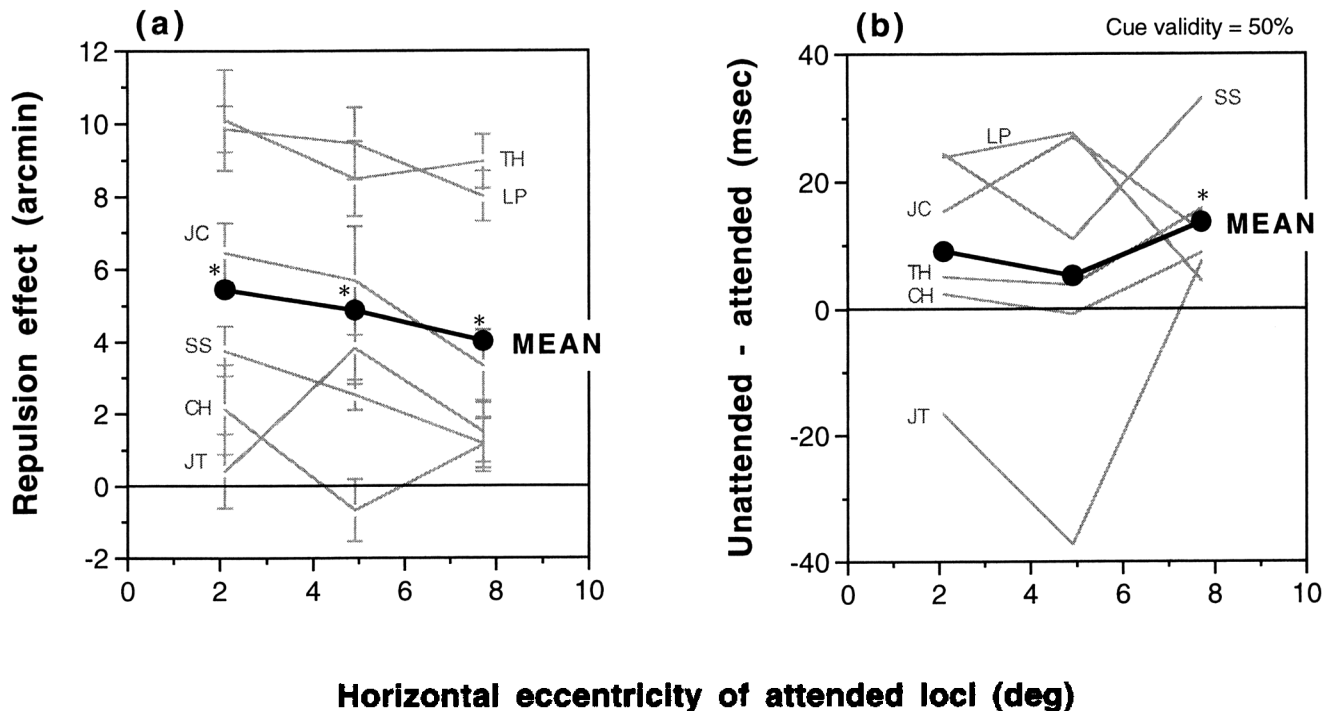 (a)
Repulsion effect (arcmin)
12
10
8
6
4
2
0
-2
0 2 4 6 8 10
TH
LP
JC
*
*
*
MEAN
SS
CH
JT
(b)
Cue validity = 50%
Unattended - attended (msec)
40
20
0
-20
-40
0 2 4 6 8 10
SS
LP
JC
*
MEAN
TH
CH
JT
Horizontal eccentricity of attended loci (deg)